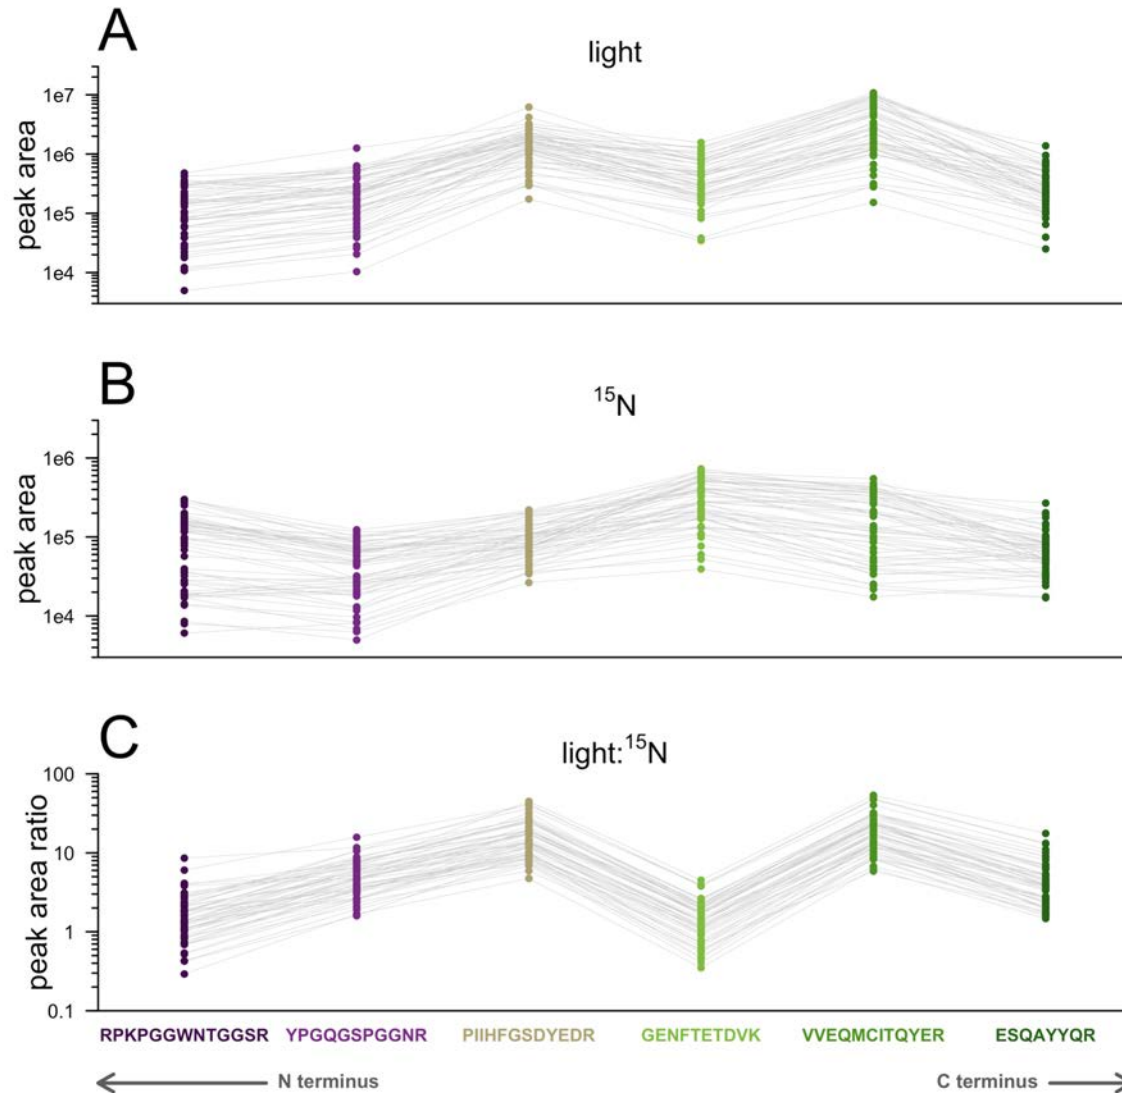 A
light
peak area
1e7
1e6
1e5
1e4
B
15N
peak area
1e6
1e5
1e4
C
light:15N
peak area ratio
100
10
1
0.1
RPKPGGWNTGGSR YPGQGSPGGNR PIIHFGSDYEDR GENFTETDVK VVEQMCITQYER ESQAYYQR
N terminus C terminus